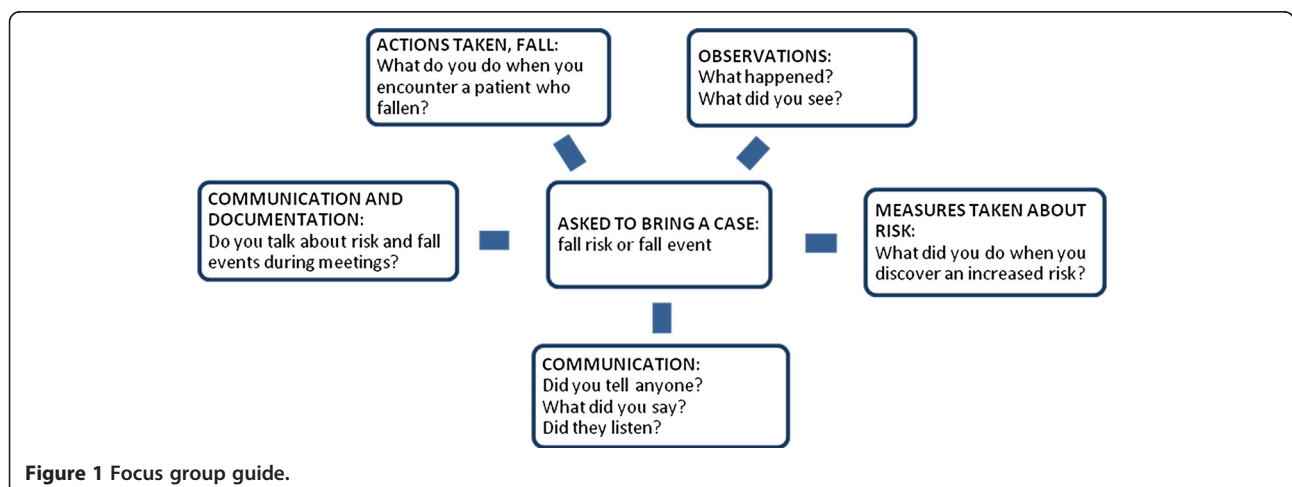 ACTIONS TAKEN, FALL:
What do you do when you
encounter a patient who
fallen?
OBSERVATIONS:
What happened?
What did you see?
COMMUNICATION AND
DOCUMENTATION:
Do you talk about risk and fall
events during meetings?
ASKED TO BRING A CASE:
fall risk or fall event
MEASURES TAKEN ABOUT
RISK:
What did you do when you
discover an increased risk?
COMMUNICATION:
Did you tell anyone?
What did you say?
Did they listen?
Figure 1 Focus group guide.